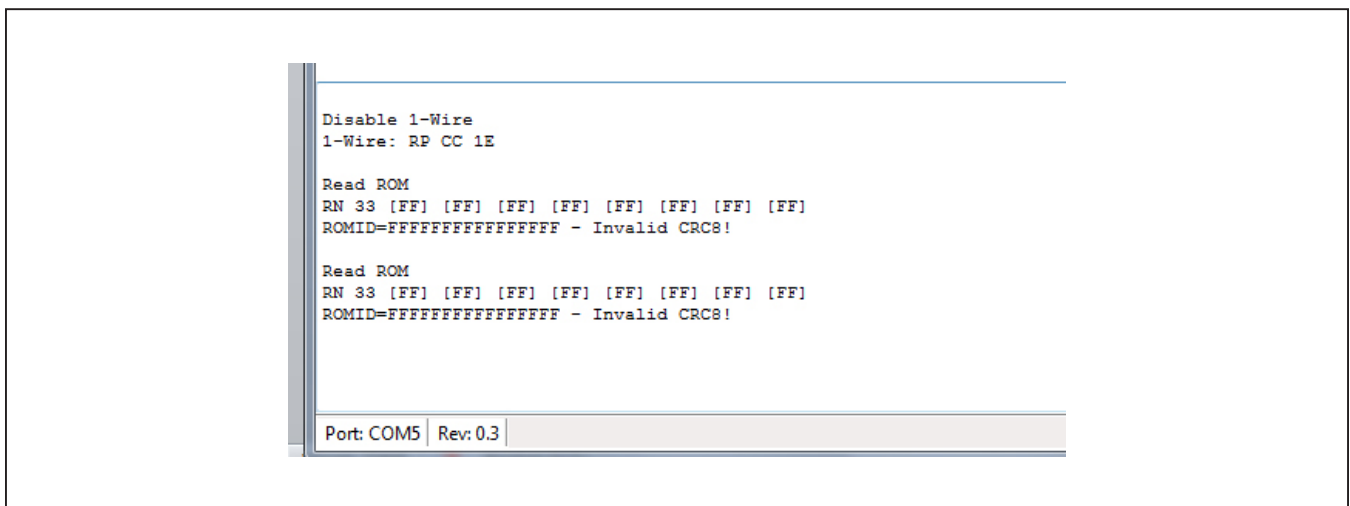 Disable 1-Wire
1-Wire: RP CC 1E
Read ROM
RN 33 [FF] [FF] [FF] [FF] [FF] [FF] [FF] [FF]
ROMID=FFFFFFFFFFFFFFFF - Invalid CRC8!
Read ROM
RN 33 [FF] [FF] [FF] [FF] [FF] [FF] [FF] [FF]
ROMID=FFFFFFFFFFFFFFFF - Invalid CRC8!
Port: COM5 Rev: 0.3